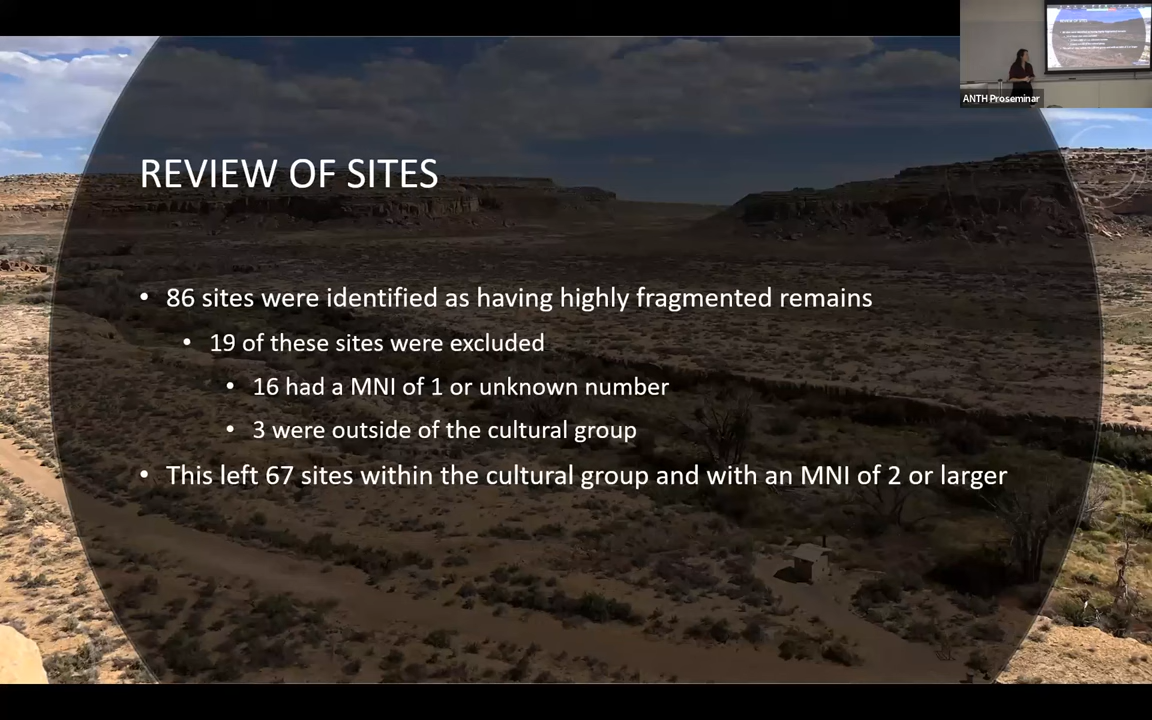 REVIEW OF SITES
• 86 sites were identified as having highly fragmented remains
• 19 of these sites were excluded
• 16 had a MNI of 1 or unknown number
• 3 were outside of the cultural group
• This left 67 sites within the cultural group and with an MNI of 2 or larger
ANTH Proseminar